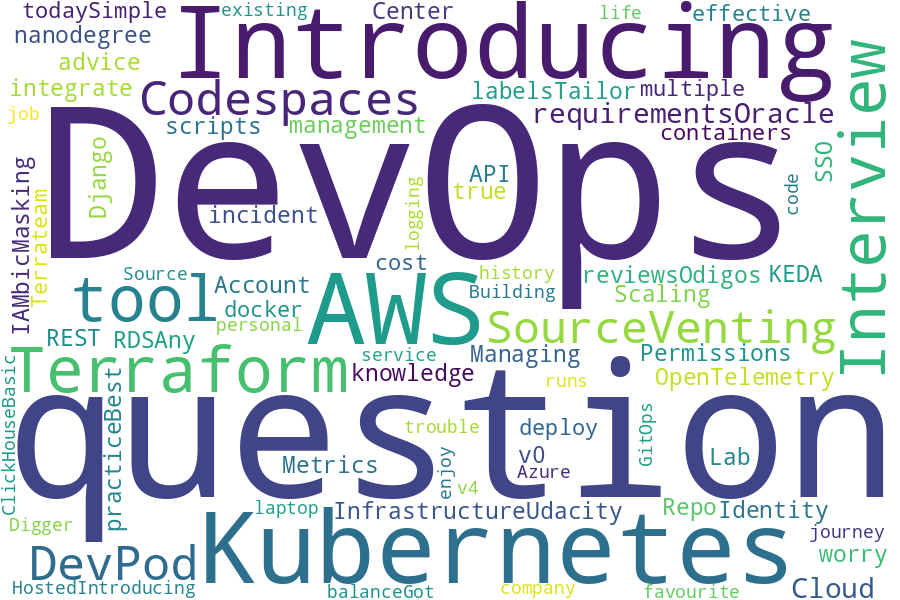 todaySimple
existing
Introducing
Center
life
effective
nanodegree
advice
integrate
Codespaces
labelsTailor
multiple
requirementsOracle
job
scripts
management
containers
Interview
DevOps
question
IAMbicMasking
Terrateam
Django
incident
logging
API
true
code
SSO
cost
Source
Account
tool
docker
personal
AWS
history
Building
reviewsOdigos
KEDA
Scaling
REST
RDSAny
SourceVenting
Terraform
service
knowledge
Managing
Permissions
runs
OpenTelemetry
ClickHouseBasic
practiceBest
trouble
deploy
GitOps
Metrics
enjoy
v0
Azure
Lab
v4
Digger
laptop
InfrastructureUdacity
Repo
Identity
journey
worry
DevPod
Kubernetes
HostedIntroducing
balanceGot
company
favourite
Cloud